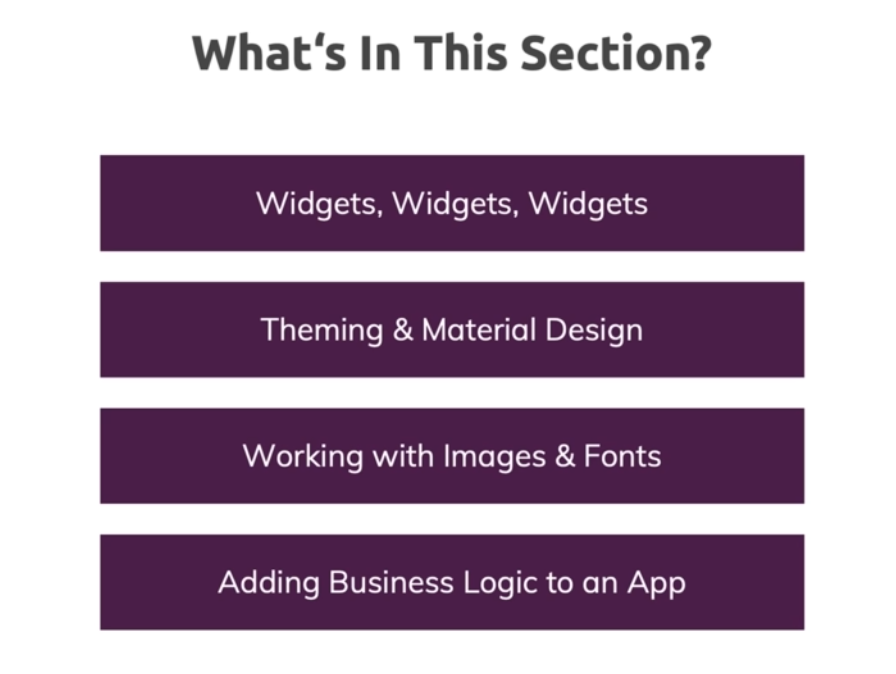 What‘s In This Section?
Widgets, Widgets, Widgets
Theming & Material Design
Working with Images & Fonts
Adding Business Logic to an App